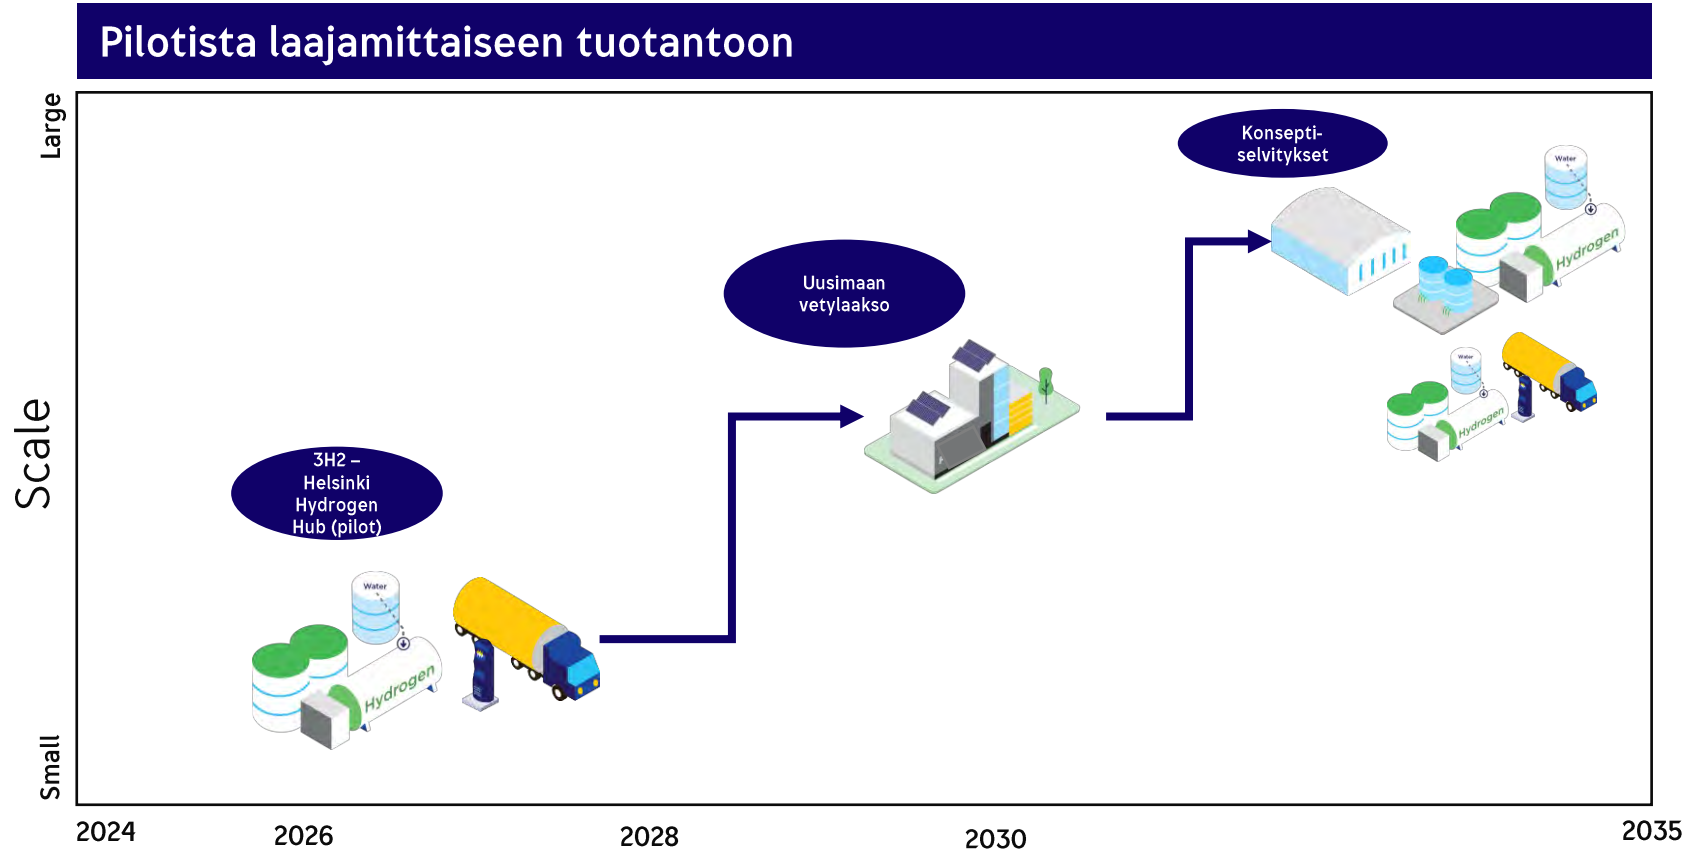 Pilotista laajamittaiseen tuotantoon
Large
Scale
Small
Konsepti-
selvitykset
Water
Hydrogen
Uusimaan
vetylaakso
Water
Hydrogen
3H2 –
Helsinki
Hydrogen
Hub (pilot)
Water
Hydrogen
2024
2026
2028
2030
2035